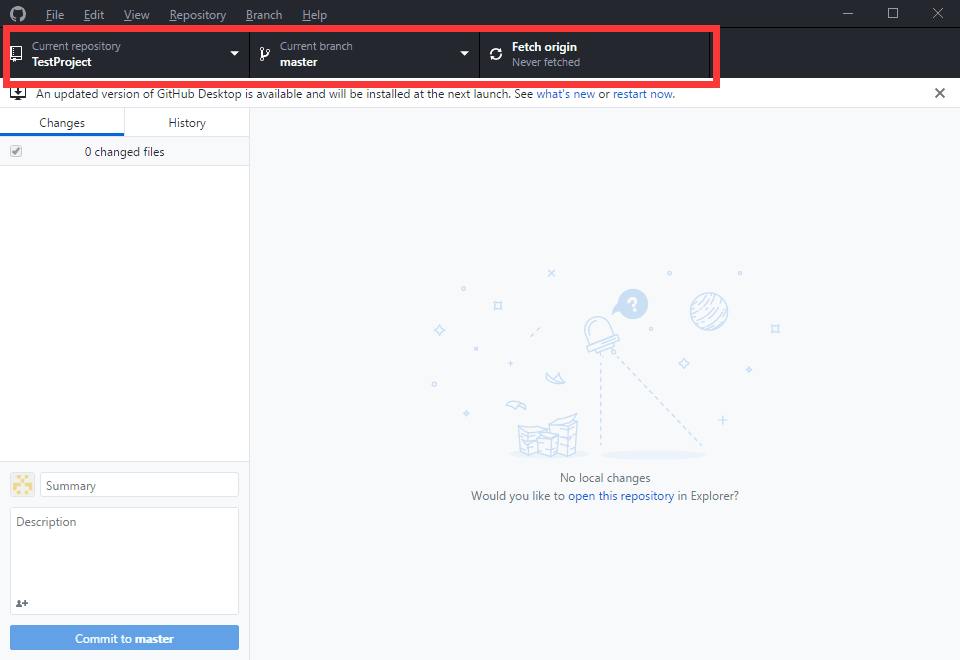 File Edit View Repository Branch Help
Current repository
TestProject
Current branch
master
Fetch origin
Never fetched
An updated version of GitHub Desktop is available and will be installed at the next launch. See what's new or restart now.
Changes History
0 changed files
?
No local changes
Would you like to open this repository in Explorer?
Summary
Description
Commit to master